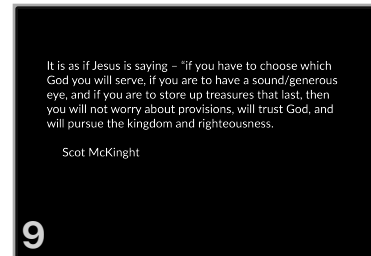 It is as if Jesus is saying – "if you have to choose which
God you will serve, if you are to have a sound/generous
eye, and if you are to store up treasures that last, then
you will not worry about provisions, will trust God, and
will pursue the kingdom and righteousness.
Scot McKinght
9